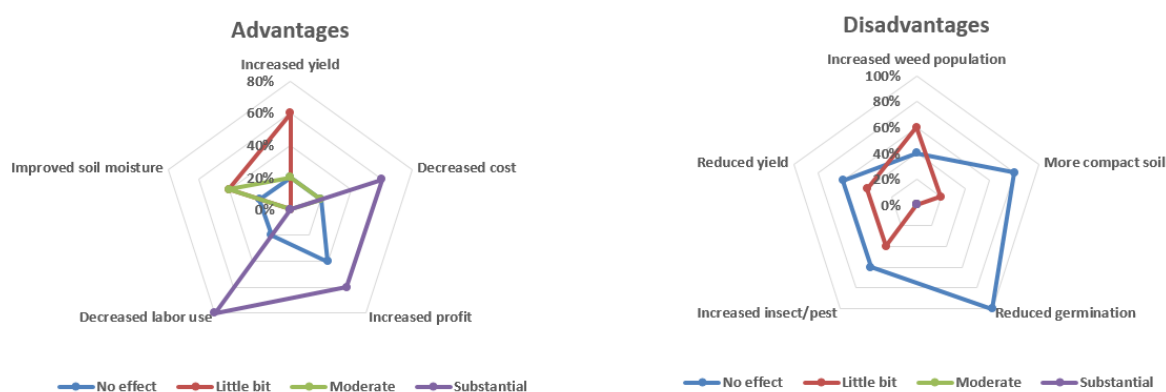 Advantages
Increased yield
80%
60%
40%
20%
0%
Improved soil moisture
Decreased cost
Decreased labor use
Increased profit
No effect
Little bit
Moderate
Substantial
Disadvantages
Increased weed population
100%
80%
60%
40%
20%
0%
Reduced yield
More compact soil
Increased insect/pest
Reduced germination
No effect
Little bit
Moderate
Substantial